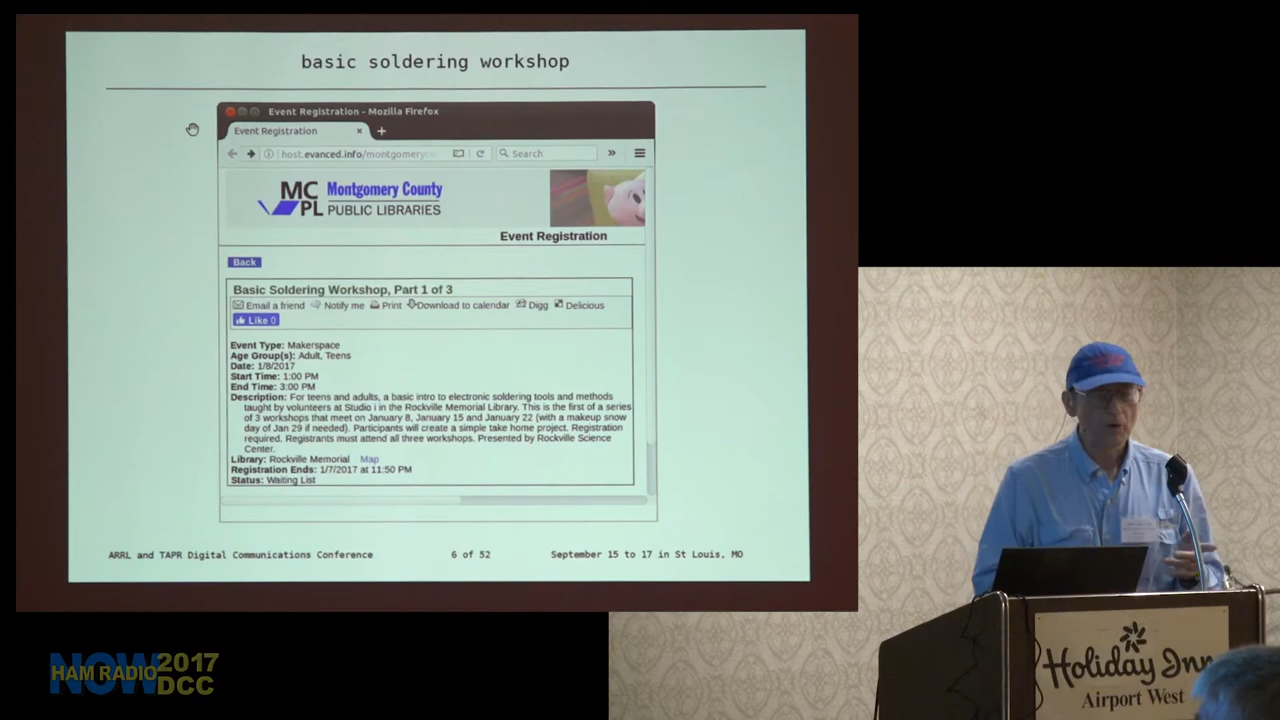 basic soldering workshop
Event Registration - Mozilla Firefox
Event Registration
host.evanced.info/montgomeryc
Search
MC
PL
Montgomery County
PUBLIC LIBRARIES
Event Registration
Back
Basic Soldering Workshop, Part 1 of 3
Email a friend Notify me Print Download to calendar Digg Delicious
Like 0
Event Type: Makerspace
Age Group(s): Adult, Teens
Date: 1/8/2017
Start Time: 1:00 PM
End Time: 3:00 PM
Description: For teens and adults, a basic intro to electronic soldering tools and methods
taught by volunteers at Studio i in the Rockville Memorial Library. This is the first of a series
of 3 workshops that meet on January 8, January 15 and January 22 (with a makeup snow
day of Jan 29 if needed). Participants will create a simple take home project. Registration
required. Registrants must attend all three workshops. Presented by Rockville Science
Center.
Library: Rockville Memorial Map
Registration Ends: 1/7/2017 at 11:50 PM
Status: Waiting List
ARRL and TAPR Digital Communications Conference 6 of 52 September 15 to 17 in St Louis, MO
Holiday Inn
Airport West
HAM RADIO
NOW
2017
DCC